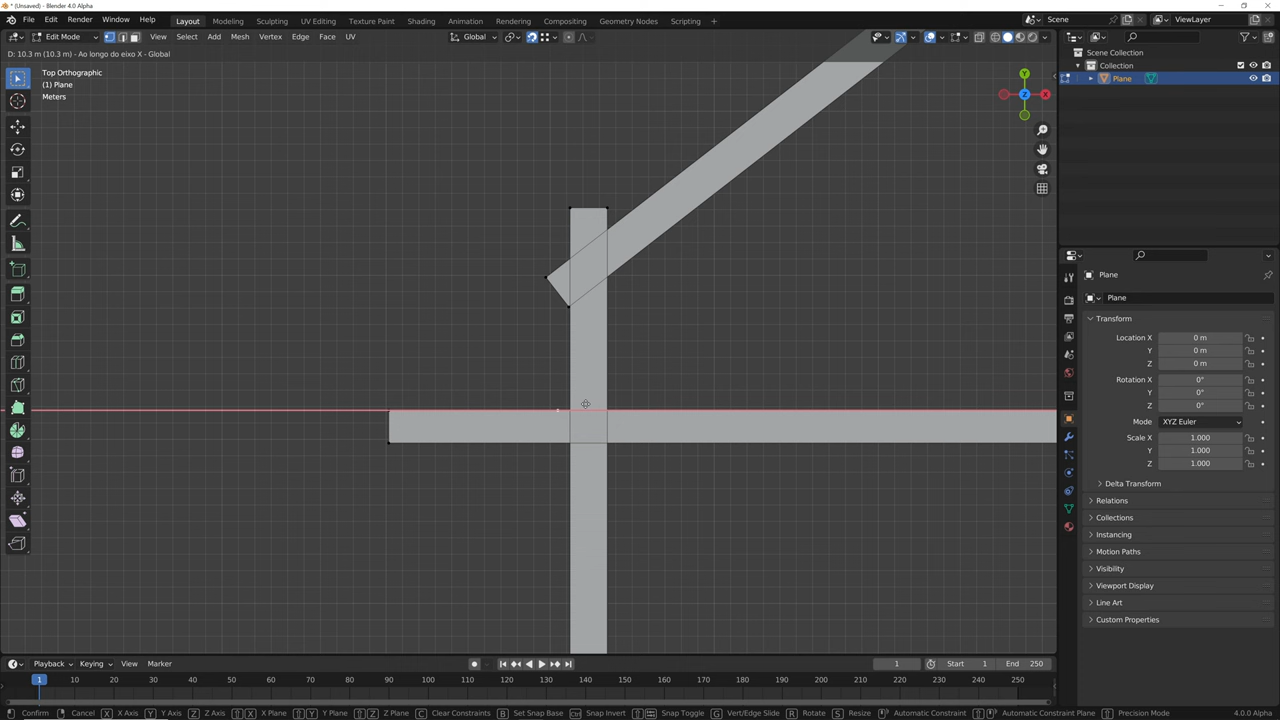 * (Unsaved) - Blender 4.0 Alpha
File Edit Render Window Help Layout Modeling Sculpting UV Editing Texture Paint Shading Animation Rendering Compositing Geometry Nodes Scripting + Scene ViewLayer
Edit Mode View Select Add Mesh Vertex Edge Face UV Global
D: 10.3 m (10.3 m) - Ao longo do eixo X - Global
Top Orthographic
(1) Plane
Meters
Y
Z
X
Scene Collection
Collection
Plane
Plane
Plane
Transform
Location X 0 m
Y 0 m
Z 0 m
Rotation X 0°
Y 0°
Z 0°
Mode XYZ Euler
Scale X 1.000
Y 1.000
Z 1.000
Delta Transform
Relations
Collections
Instancing
Motion Paths
Visibility
Viewport Display
Line Art
Custom Properties
Playback Keying View Marker 1 Start 1 End 250
1 10 20 30 40 50 60 70 80 90 100 110 120 130 140 150 160 170 180 190 200 210 220 230 240 250
Confirm Cancel X X Axis Y Y Axis Z Z Axis X X Plane Y Y Plane Z Z Plane C Clear Constraints B Set Snap Base Snap Invert Snap Toggle G Vert/Edge Slide R Rotate S Resize Automatic Constraint Automatic Constraint Plane Precision Mode
4.0.0 Alpha